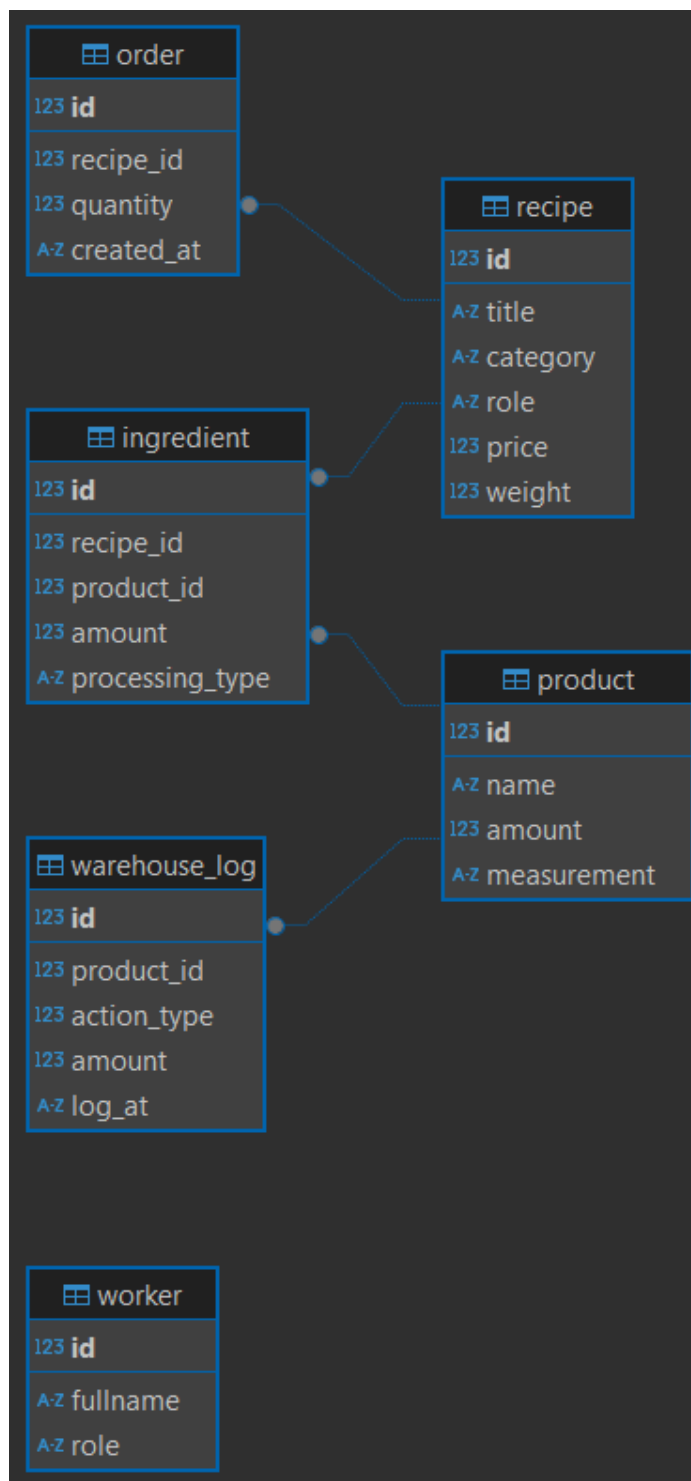 order
123 id
123 recipe_id
123 quantity
A-Z created_at
recipe
123 id
A-Z title
A-Z category
A-Z role
123 price
123 weight
ingredient
123 id
123 recipe_id
123 product_id
123 amount
A-Z processing_type
product
123 id
A-Z name
123 amount
A-Z measurement
warehouse_log
123 id
123 product_id
123 action_type
123 amount
A-Z log_at
worker
123 id
A-Z fullname
A-Z role